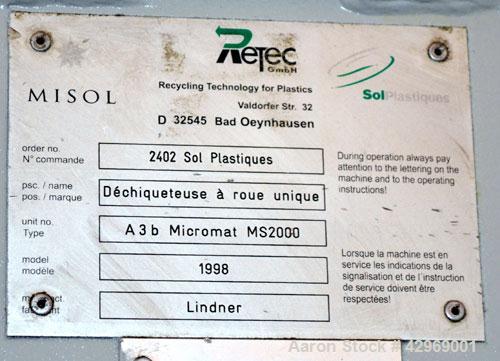 Retec
GmbH
MISOL
Recycling Technology for Plastics
Valdorfer Str. 32
D 32545 Bad Oeynhausen
SolPlastiques
order no.
N° commande
2402 Sol Plastiques
psc. / name
pos. / marque
Déchiqueteuse à roue unique
unit no.
Type
A3b Micromat MS2000
model
modèle
1998
Lindner
During operation always pay
attention to the lettering on the
machine and to the operating
instructions!
Lorsque la machine est en
service les indications de la
signalisation et de l'instruction
de service doivent être
respectées!
Aaron Stock # 42969001